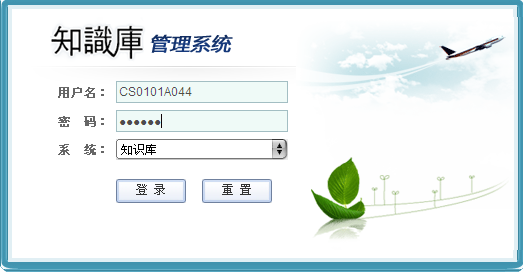 知識庫 管理系统
用户名： CS0101A044
密 码： ●●●●●●
系 统： 知识库
登 录 重 置